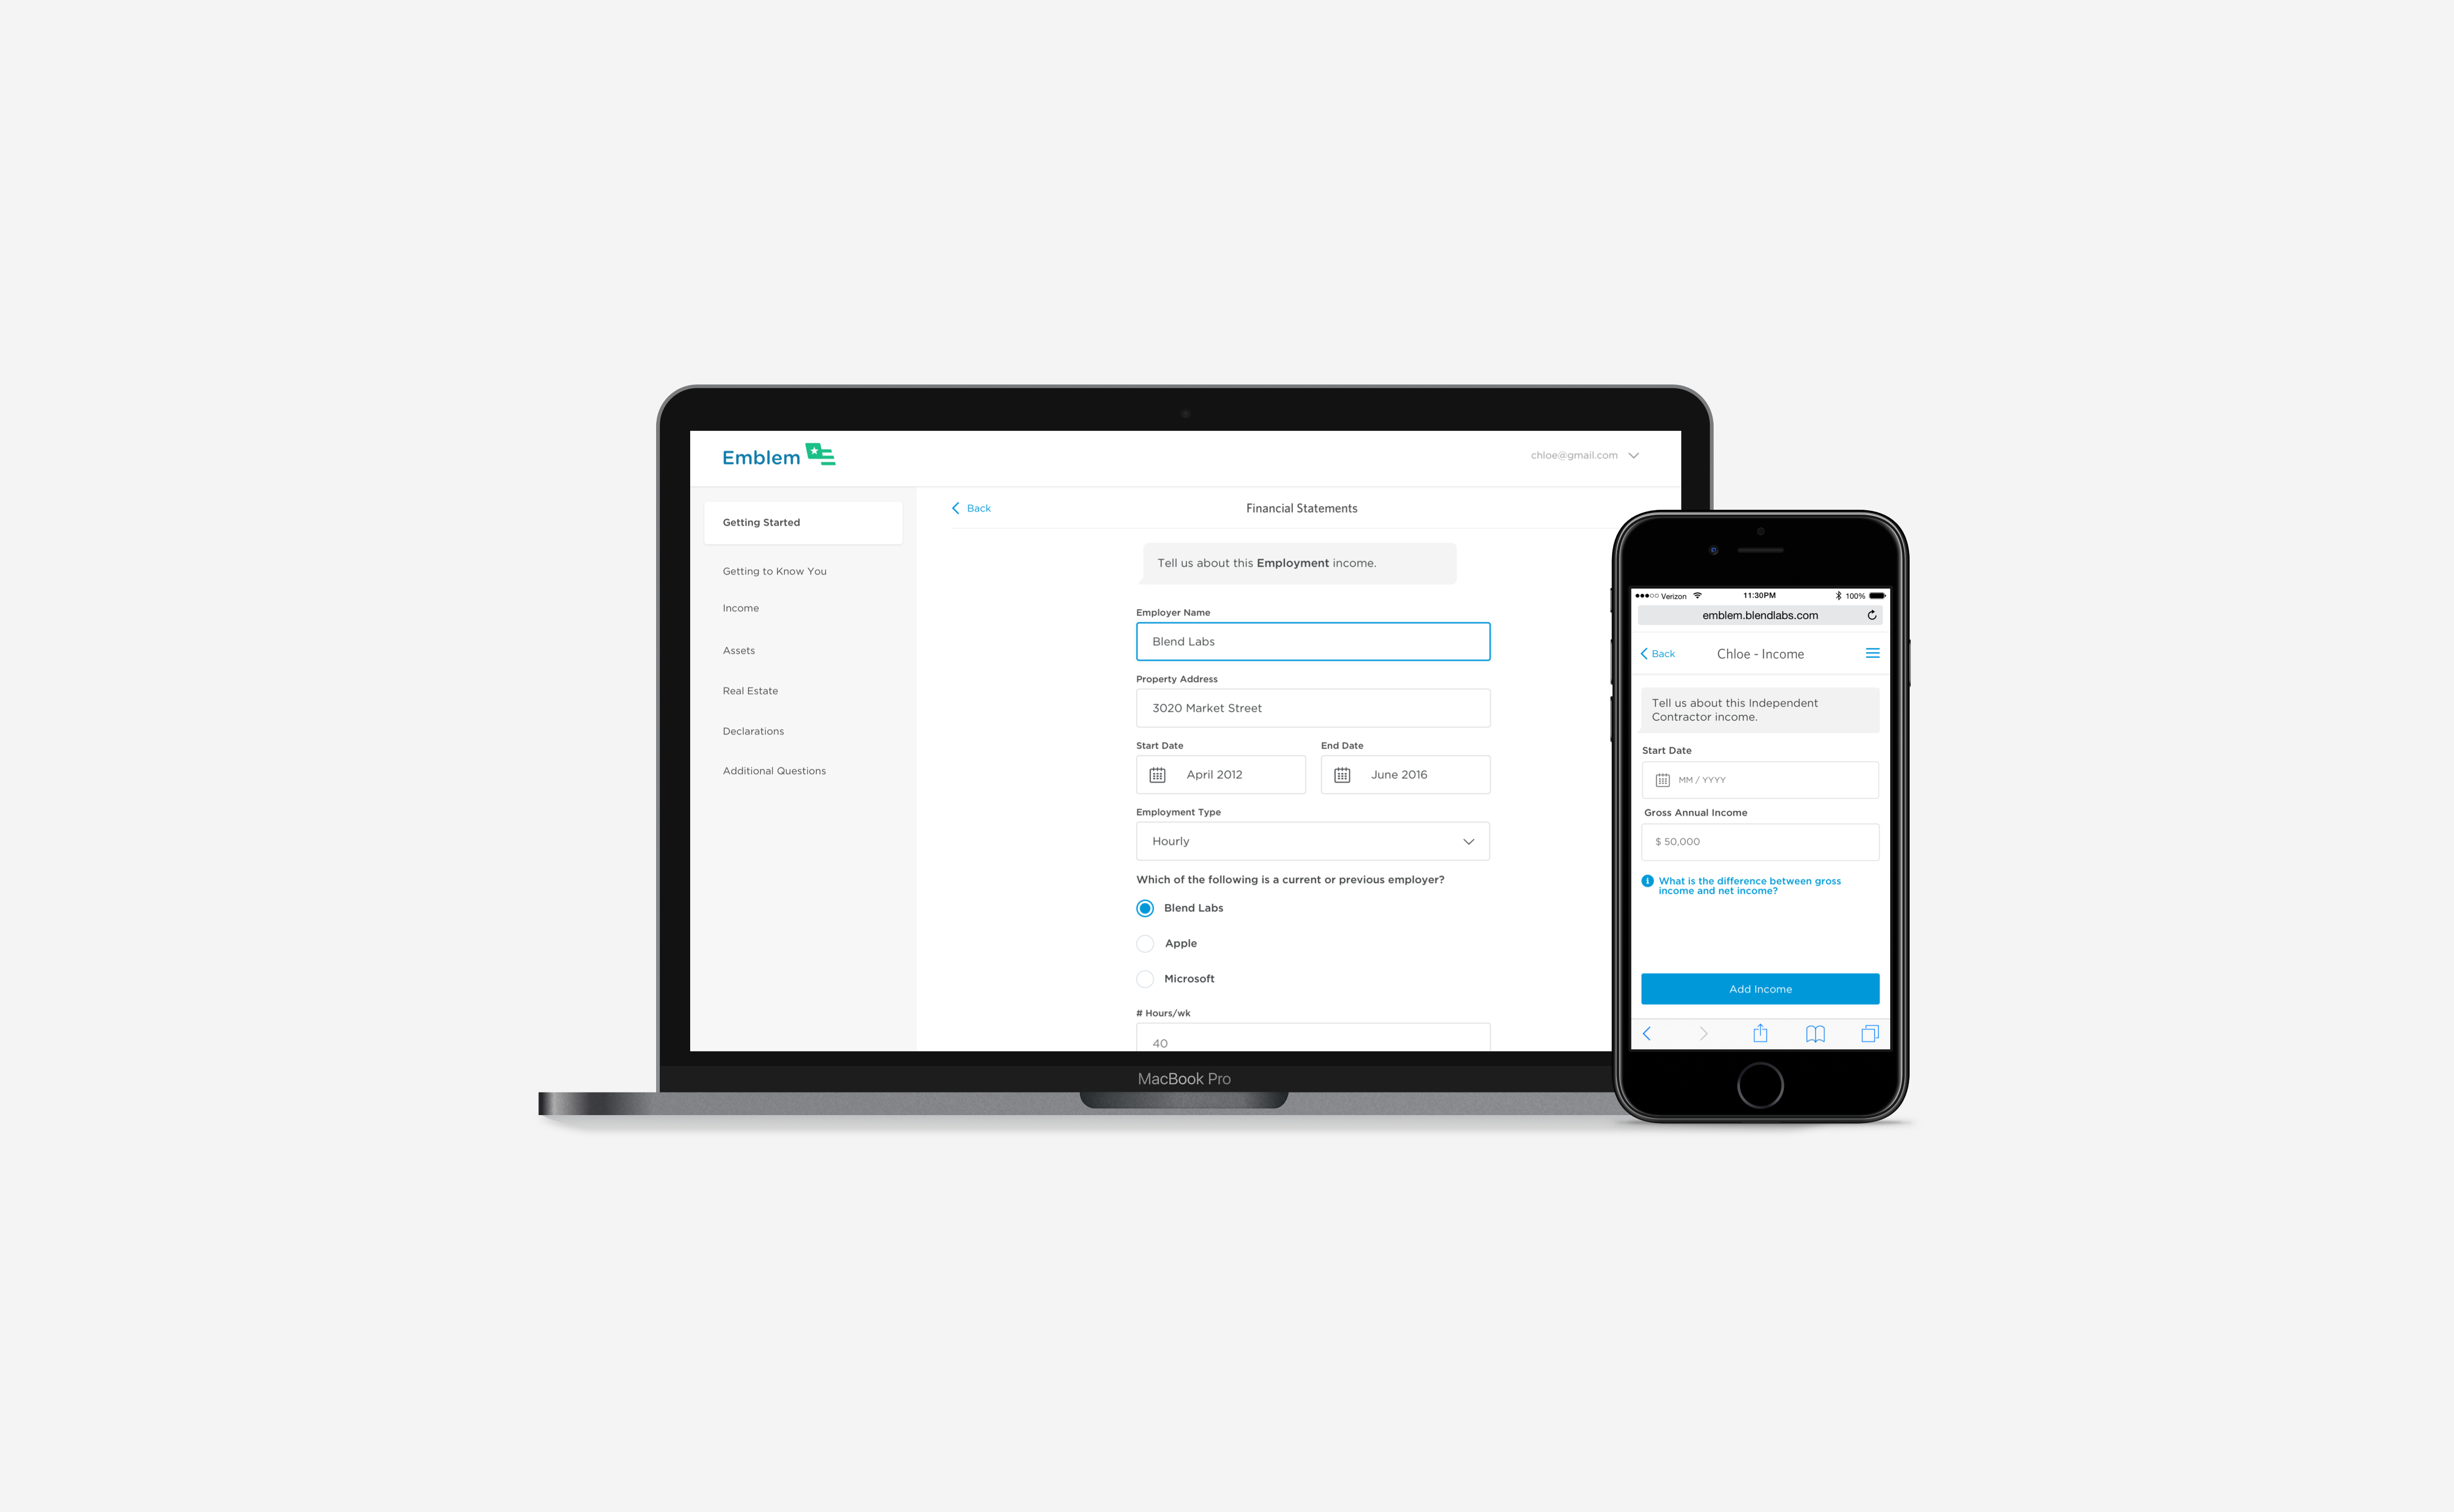 Emblem
chloe@gmail.com
Getting Started
Getting to Know You
Income
Assets
Real Estate
Declarations
Additional Questions
Back
Financial Statements
Tell us about this Employment income.
Employer Name
Blend Labs
Property Address
3020 Market Street
Start Date
End Date
April 2012
June 2016
Employment Type
Hourly
Which of the following is a current or previous employer?
Blend Labs
Apple
Microsoft
# Hours/wk
40
MacBook Pro
Verizon
11:30PM
100%
emblem.blendlabs.com
Back
Chloe - Income
Tell us about this Independent
Contractor income.
Start Date
MM / YYYY
Gross Annual Income
$ 50,000
What is the difference between gross
income and net income?
Add Income